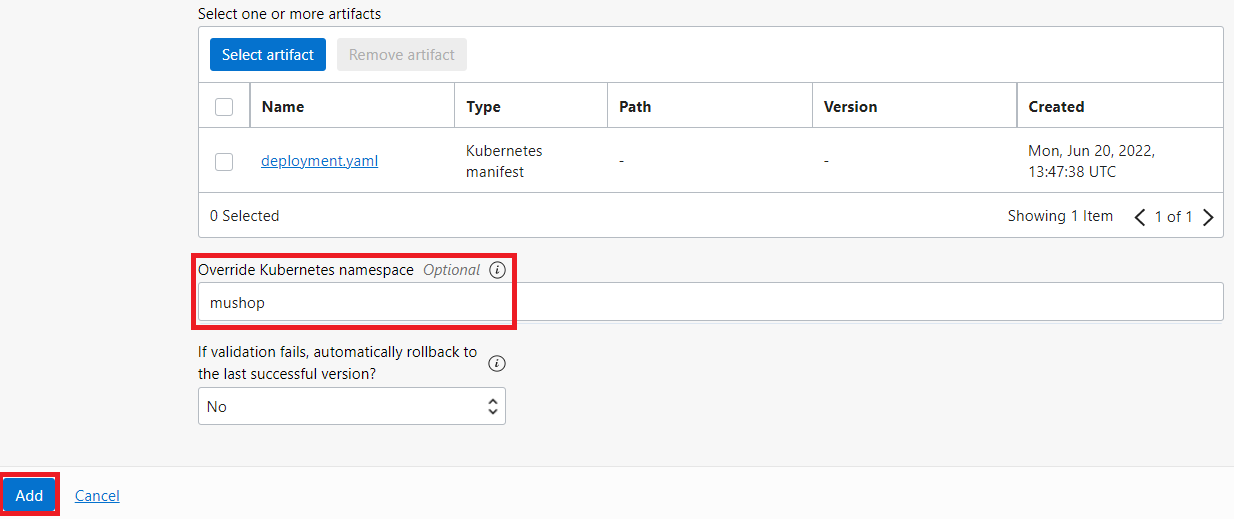 Select one or more artifacts
Select artifact Remove artifact
Name Type Path Version Created
deployment.yaml Kubernetes manifest - - Mon, Jun 20, 2022, 13:47:38 UTC
0 Selected Showing 1 Item 1 of 1
Override Kubernetes namespace Optional i
mushop
If validation fails, automatically rollback to
the last successful version? i
No
Add Cancel